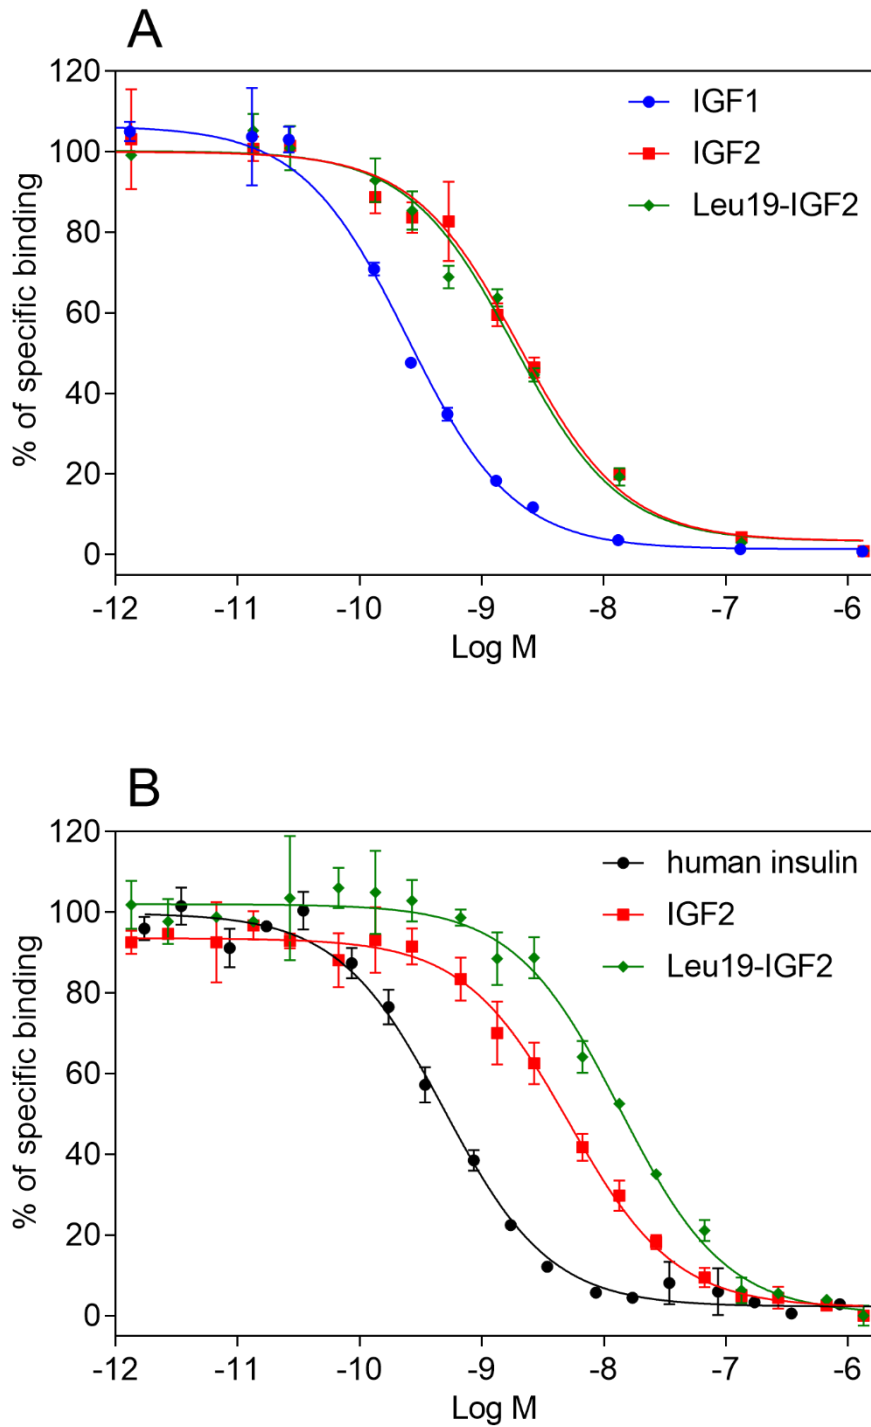 A
% of specific binding
120
100
80
60
40
20
0
IGF1
IGF2
Leu19-IGF2
-12 -11 -10 -9 -8 -7 -6
Log M
B
% of specific binding
120
100
80
60
40
20
0
human insulin
IGF2
Leu19-IGF2
-12 -11 -10 -9 -8 -7 -6
Log M